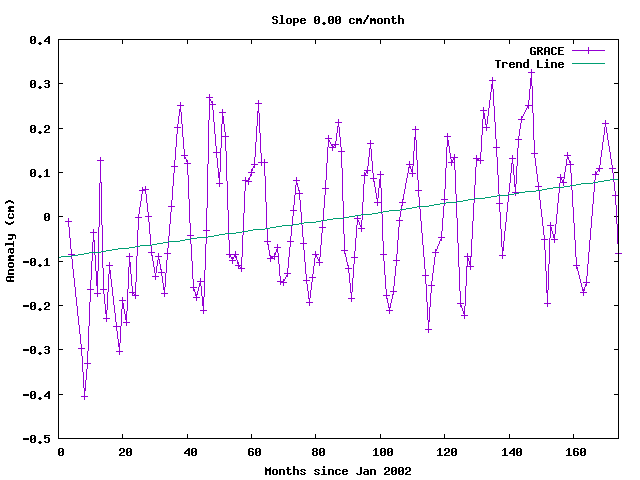 Slope 0.00 cm/month
GRACE
Trend Line
0.4
0.3
0.2
0.1
0
-0.1
-0.2
-0.3
-0.4
-0.5
Anomaly (cm)
0 20 40 60 80 100 120 140 160
Months since Jan 2002